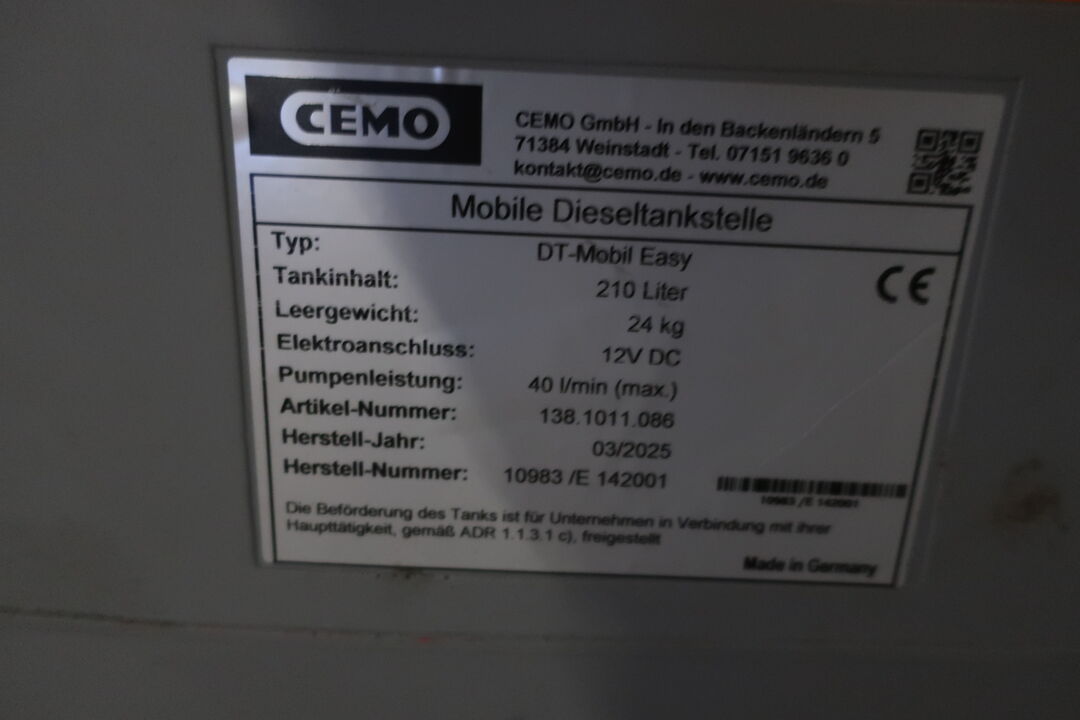 CEMO
CEMO GmbH - In den Backenländern 5
71384 Weinstadt - Tel. 07151 9636 0
kontakt@cemo.de - www.cemo.de
Mobile Dieseltankstelle
Typ: DT-Mobil Easy
Tankinhalt: 210 Liter
Leergewicht: 24 kg
Elektroanschluss: 12V DC
Pumpenleistung: 40 l/min (max.)
Artikel-Nummer: 138.1011.086
Herstell-Jahr: 03/2025
Herstell-Nummer: 10983 /E 142001
CE
10983 /E 142001
Die Beförderung des Tanks ist für Unternehmen in Verbindung mit ihrer
Haupttätigkeit, gemäß ADR 1.1.3.1 c), freigestellt
Made in Germany